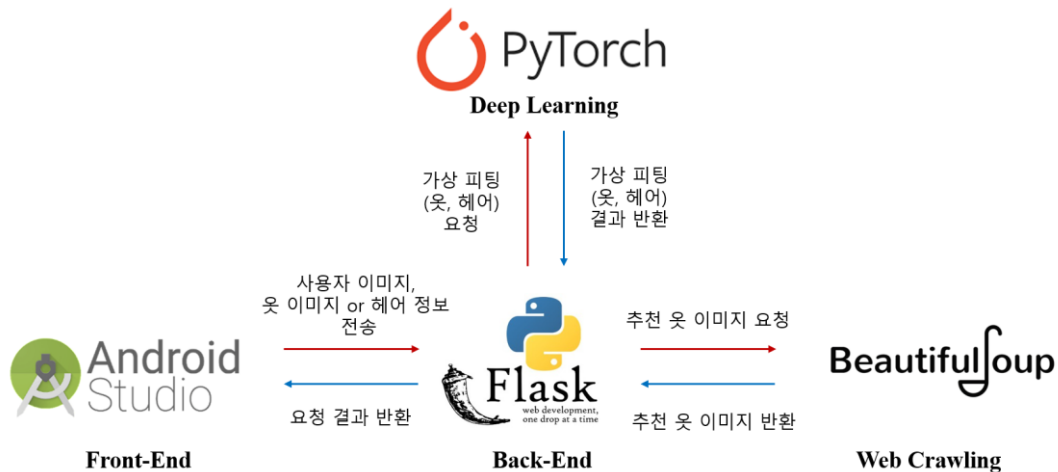 PyTorch
Deep Learning
가상 피팅
(옷, 헤어)
요청
가상 피팅
(옷, 헤어)
결과 반환
사용자 이미지,
옷 이미지 or 헤어 정보
전송
추천 옷 이미지 요청
Android
Studio
Flask
web development,
one drop at a time
BeautifulSoup
요청 결과 반환
추천 옷 이미지 반환
Front-End
Back-End
Web Crawling